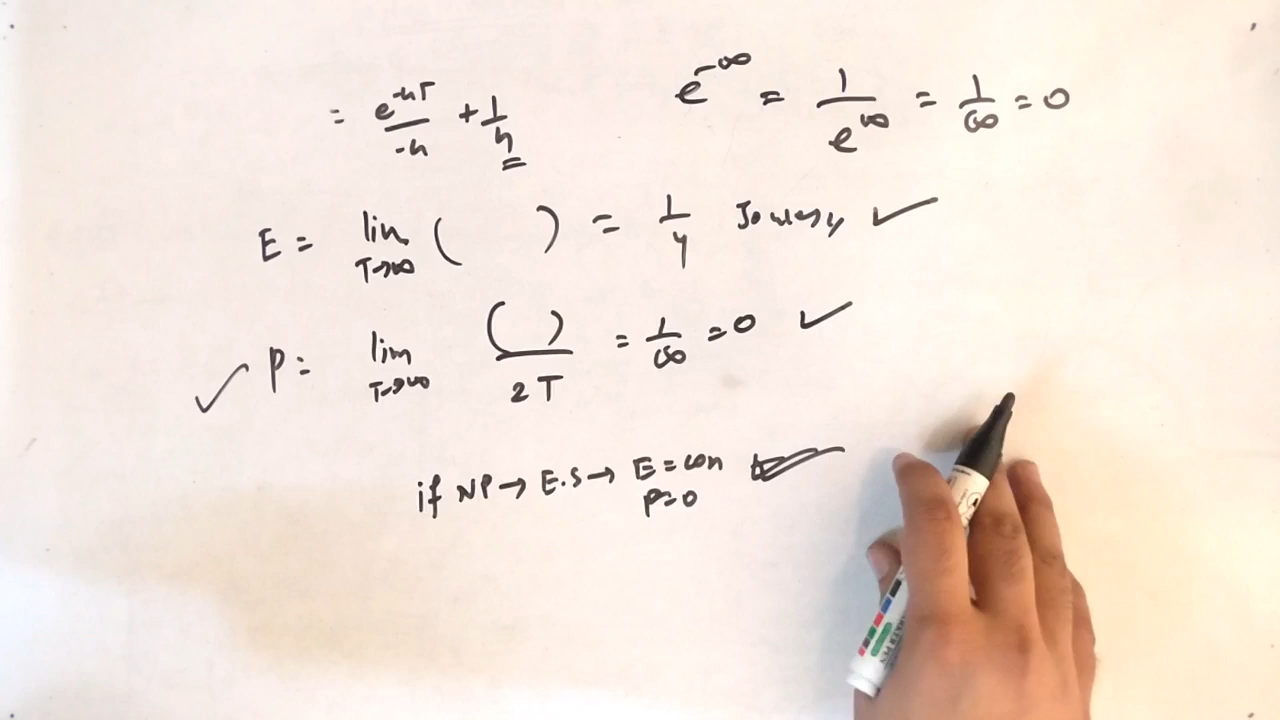 = e^-4T/-4 + 1/4   e^-∞ = 1/e^∞ = 1/∞ = 0
E = lim T→∞ ( ) = 1/4 Joules ✓
✓ P = lim T→∞ ( )/2T = 1/∞ = 0 ✓
if NP → E.S → E = con
P = 0